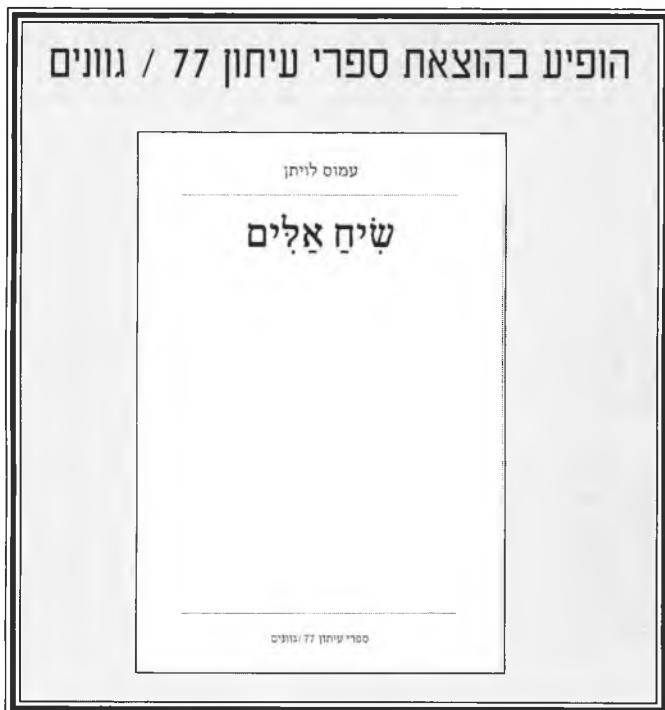 הופיע בהוצאת ספרי עיתון 77 / גוונים
עמוס לויתן
שִׂיחַ אַלִּים
ספרי עיתון 77 /גוונים